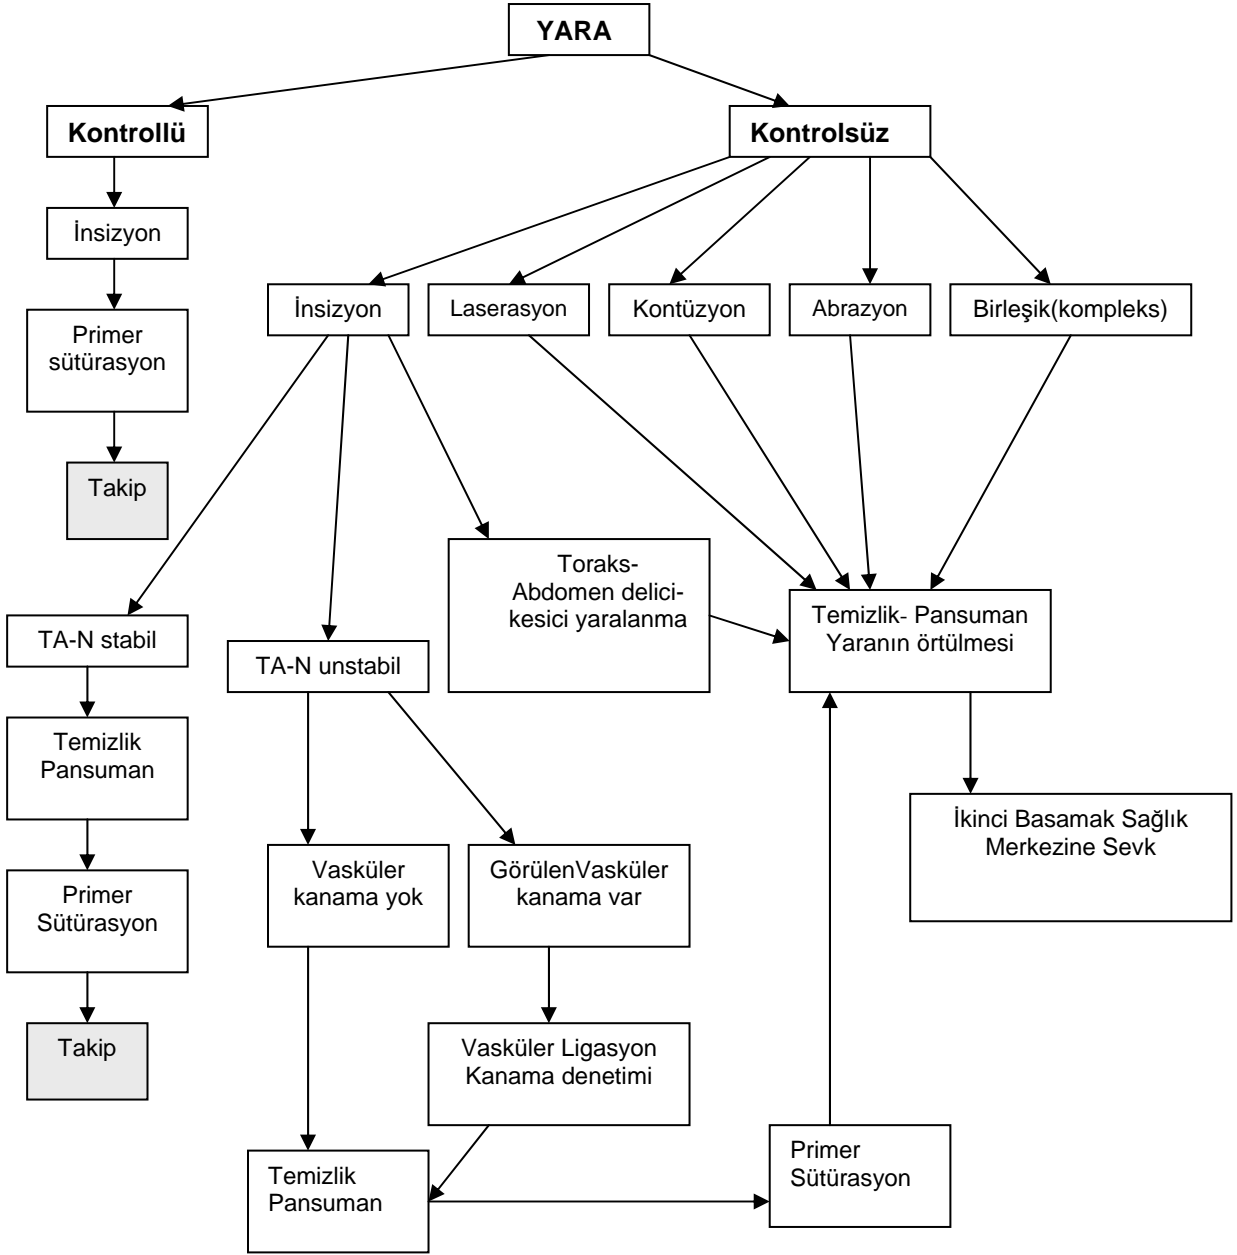 YARA
Kontrollü
Kontrolsüz
İnsizyon
İnsizyon
Laserasyon
Kontüzyon
Abrazyon
Birleşik(kompleks)
Primer
sütürasyon
Takip
Toraks-
Abdomen delici-
kesici yaralanma
Temizlik- Pansuman
Yaranın örtülmesi
TA-N stabil
TA-N unstabil
Temizlik
Pansuman
İkinci Basamak Sağlık
Merkezine Sevk
Vasküler
kanama yok
GörülenVasküler
kanama var
Primer
Sütürasyon
Takip
Vasküler Ligasyon
Kanama denetimi
Primer
Sütürasyon
Temizlik
Pansuman